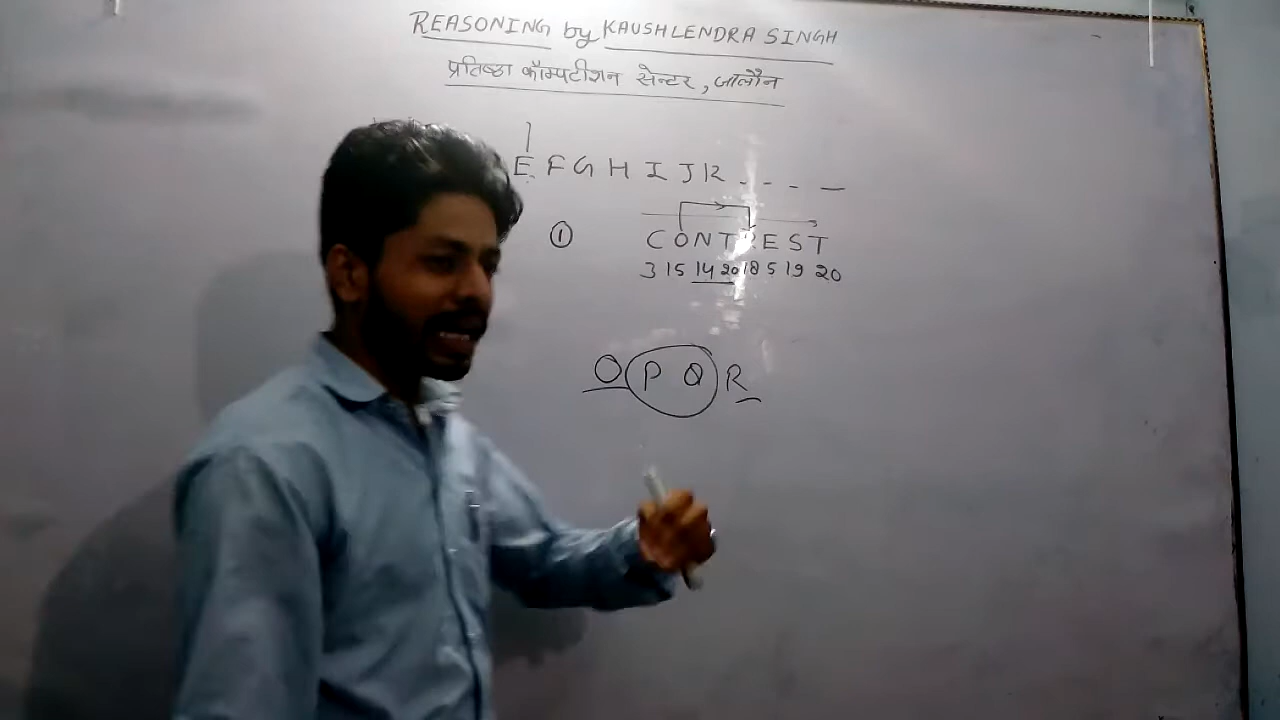 REASONING by KAUSHLENDRA SINGH
प्रतिष्ठा कॉम्पटीशन सेन्टर, जालौन
E F G H I J K - - - -
① CONTREST
3 15 14 20 18 5 19 20
O P Q R